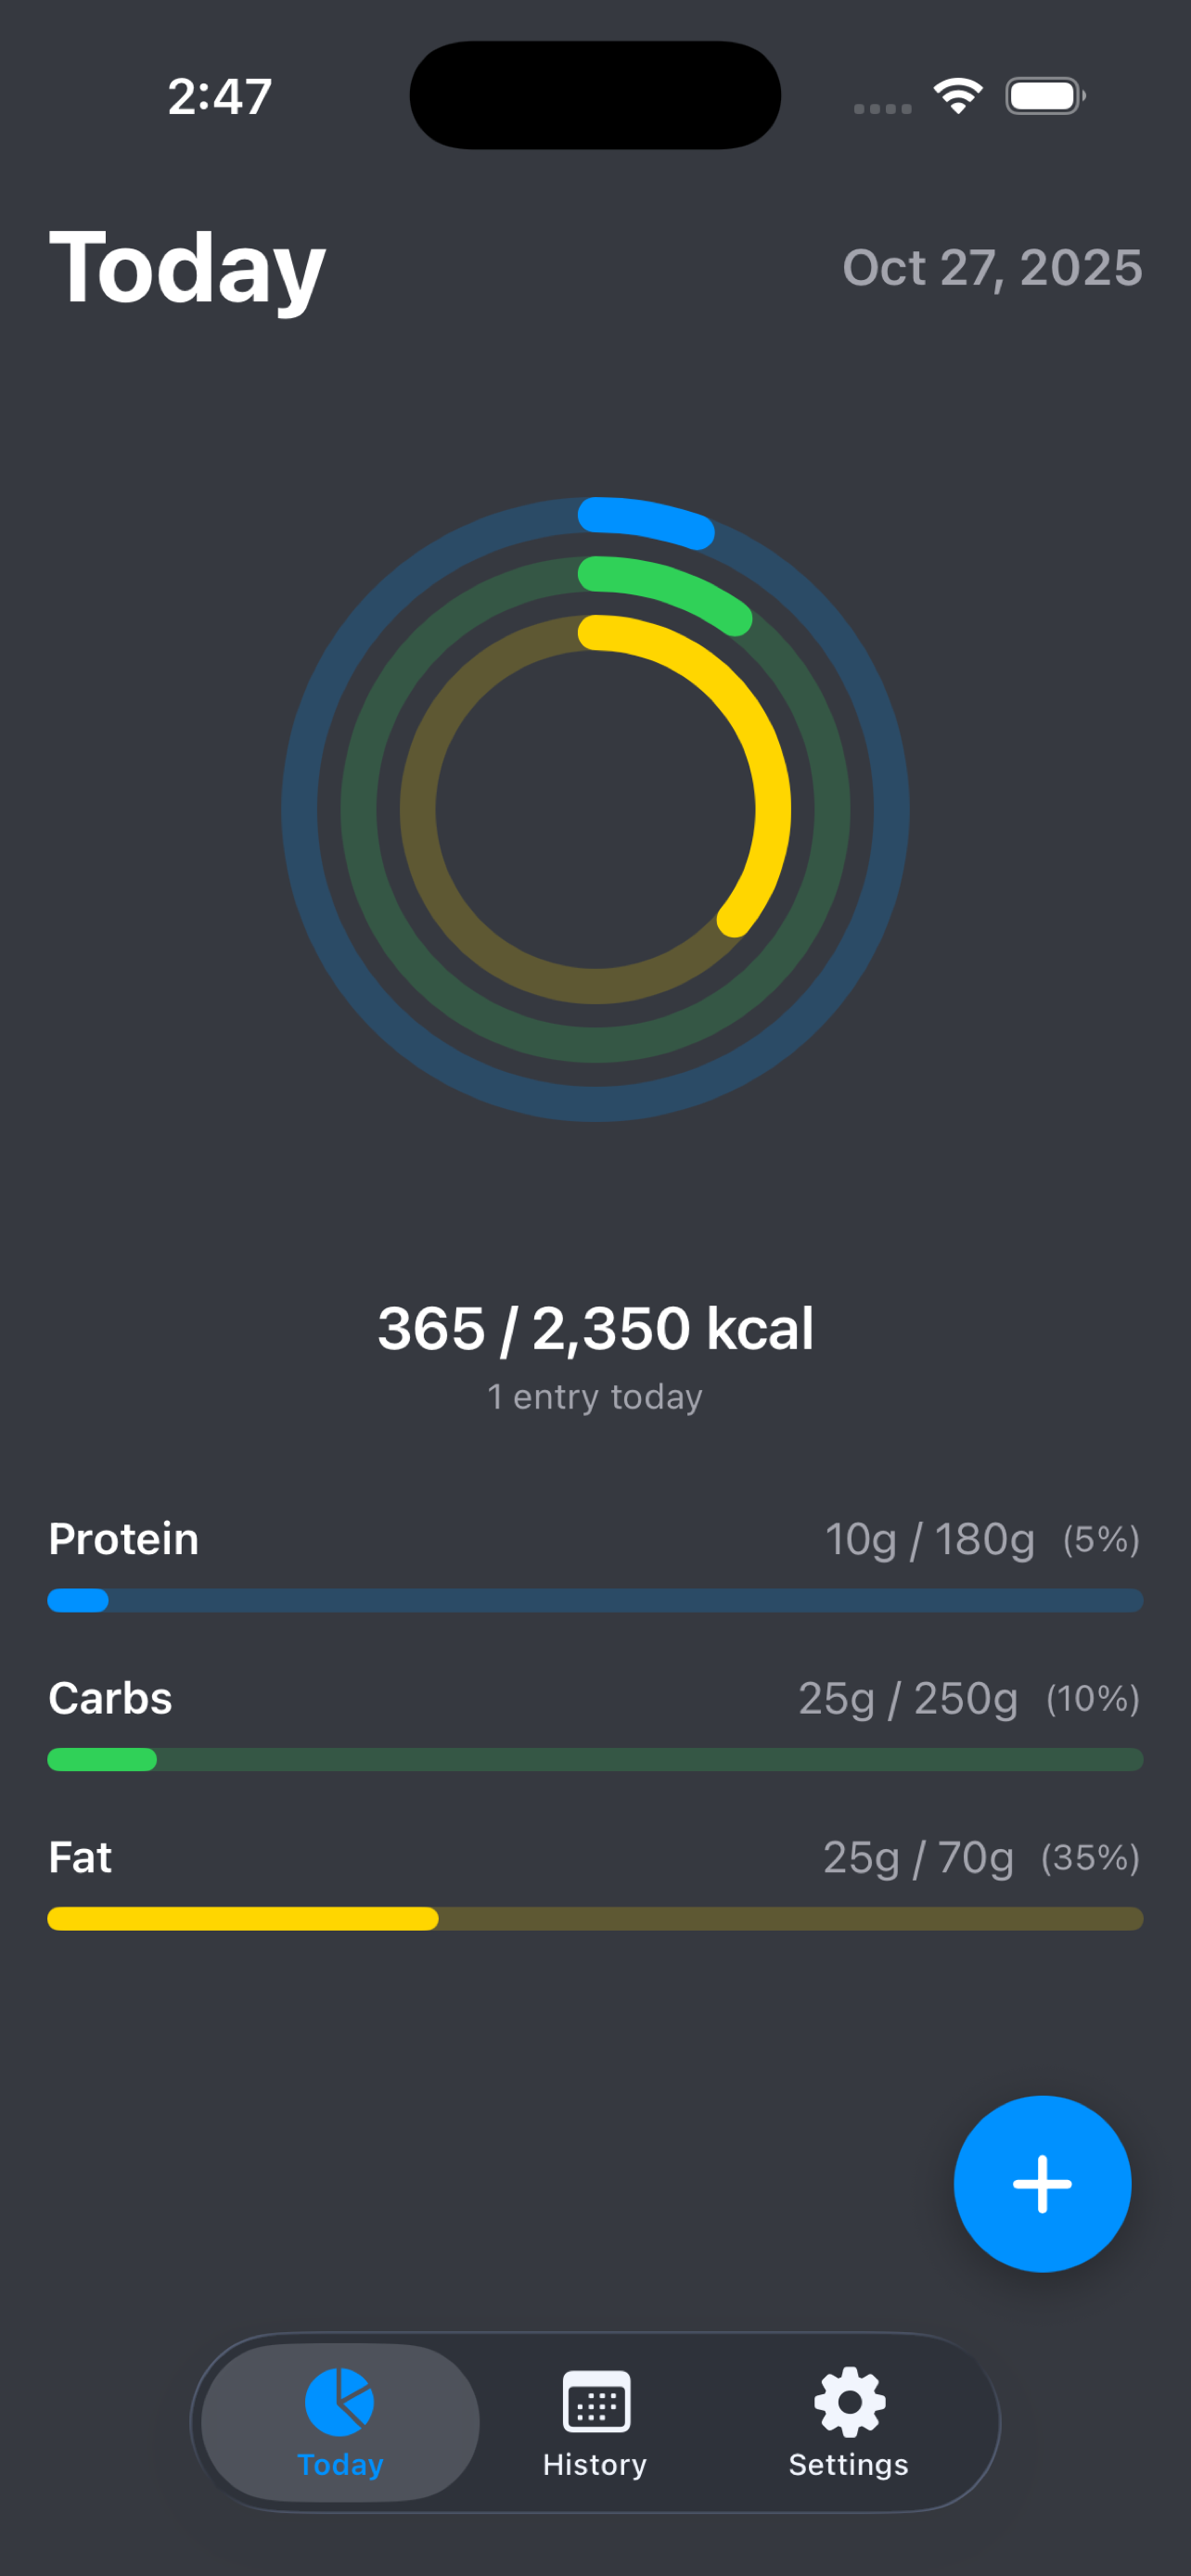 2:47
Today
Oct 27, 2025
365 / 2,350 kcal
1 entry today
Protein 10g / 180g (5%)
Carbs 25g / 250g (10%)
Fat 25g / 70g (35%)
Today History Settings